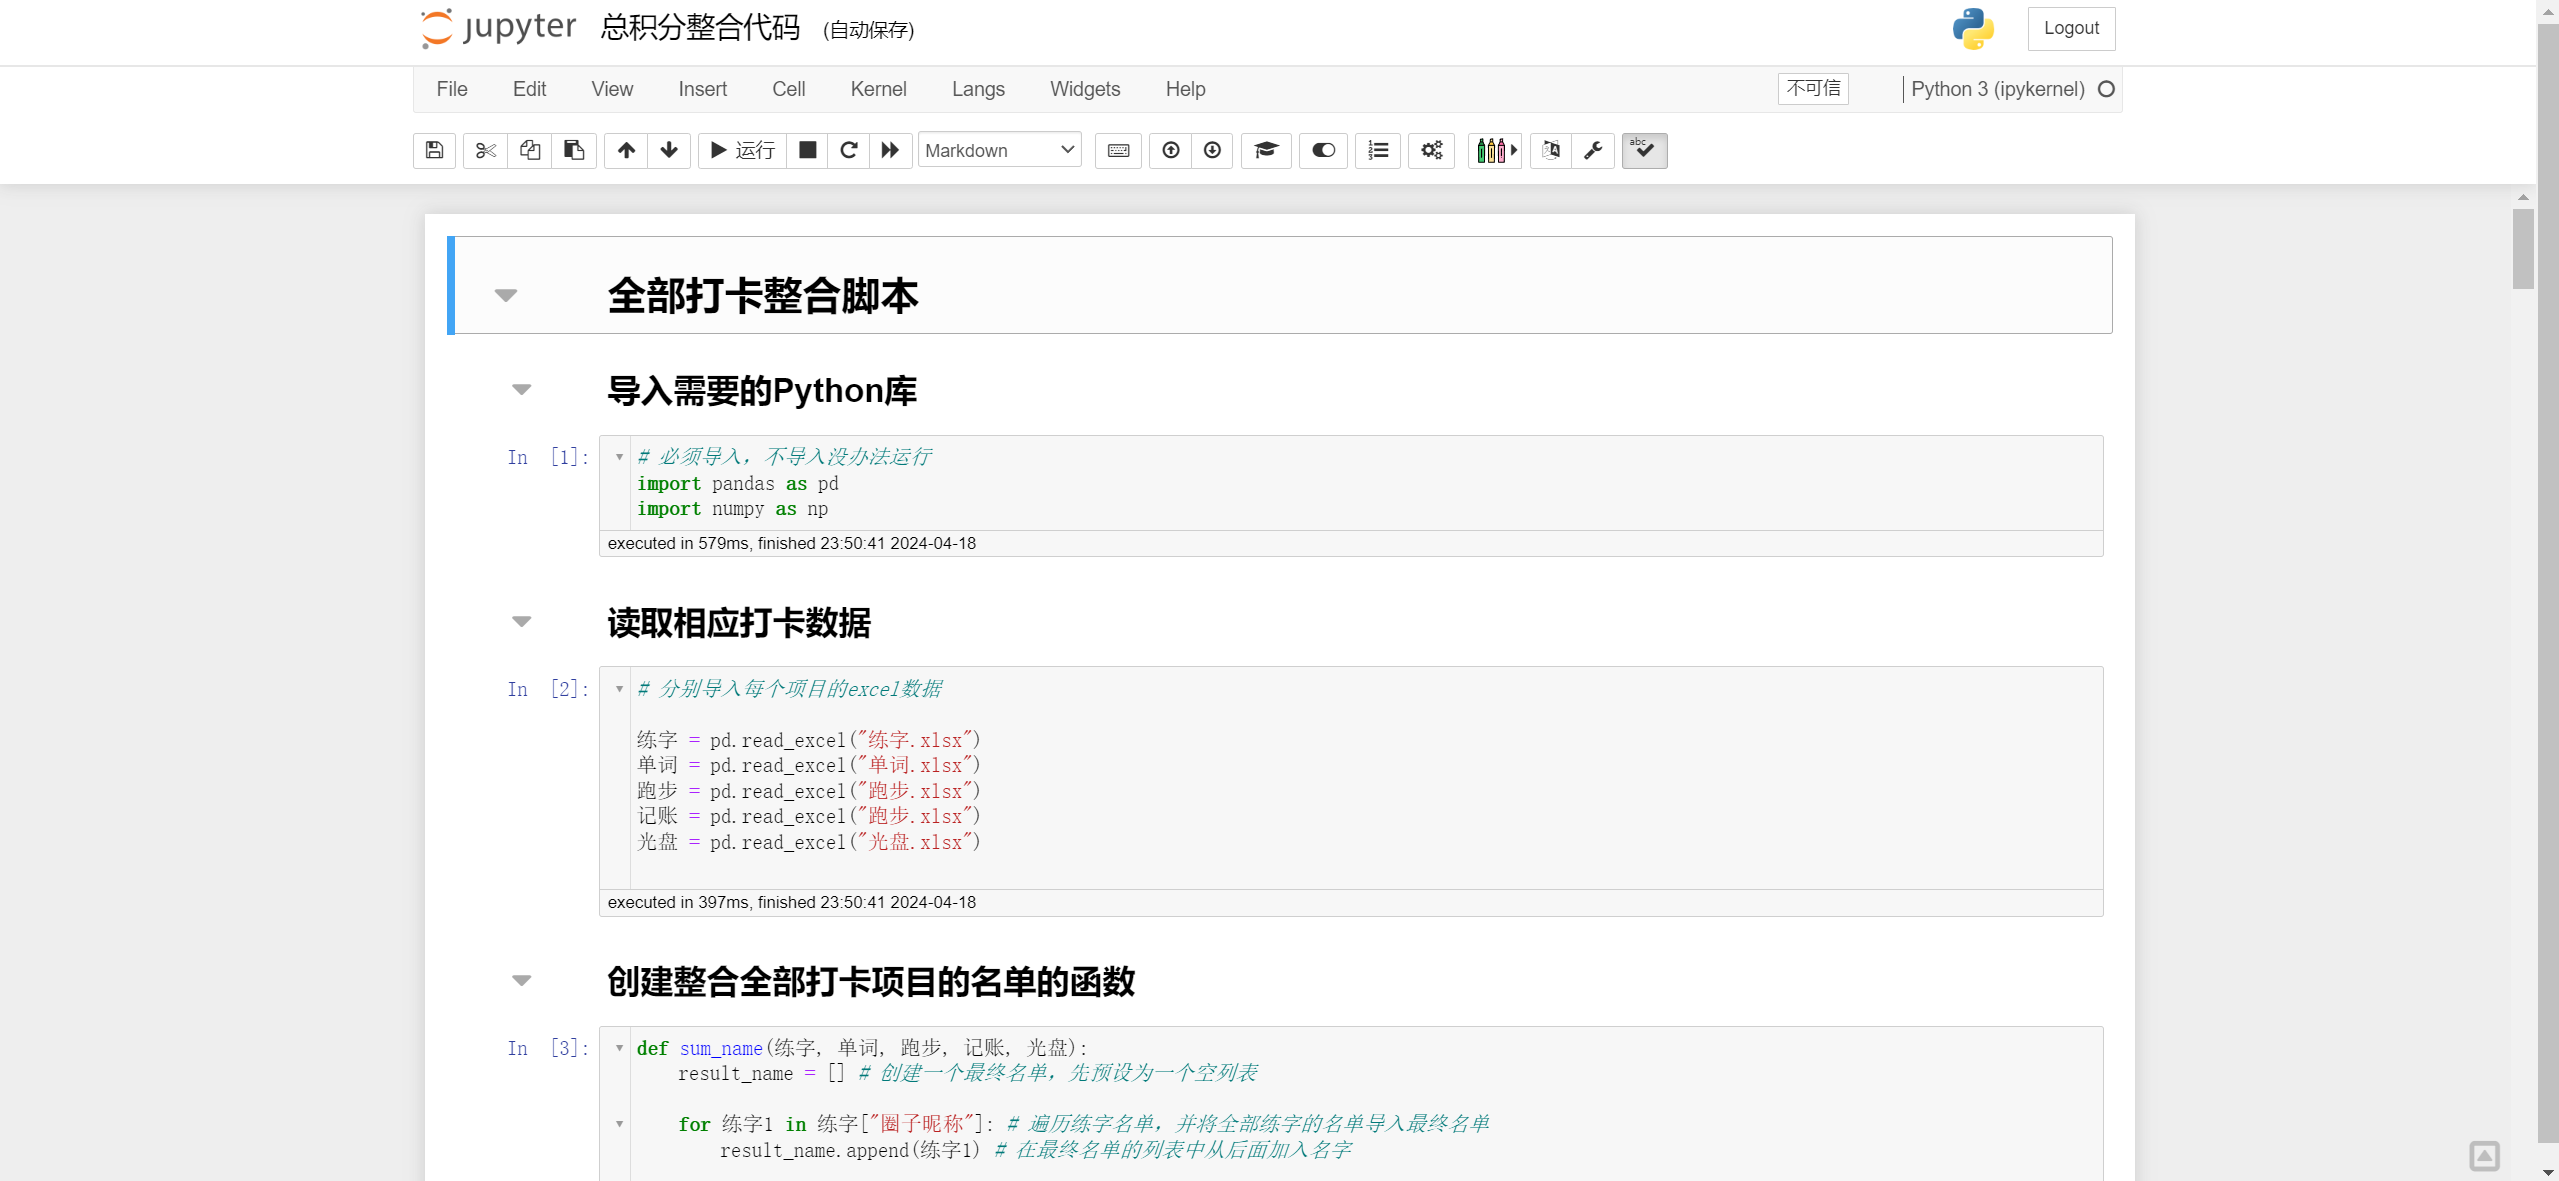 jupyter 总积分整合代码 (自动保存) Logout
File Edit View Insert Cell Kernel Langs Widgets Help 不可信 Python 3 (ipykernel)
运行 Markdown abc
全部打卡整合脚本
导入需要的Python库
In [1]: # 必须导入，不导入没办法运行
import pandas as pd
import numpy as np
executed in 579ms, finished 23:50:41 2024-04-18
读取相应打卡数据
In [2]: # 分别导入每个项目的excel数据
练字 = pd.read_excel("练字.xlsx")
单词 = pd.read_excel("单词.xlsx")
跑步 = pd.read_excel("跑步.xlsx")
记账 = pd.read_excel("跑步.xlsx")
光盘 = pd.read_excel("光盘.xlsx")
executed in 397ms, finished 23:50:41 2024-04-18
创建整合全部打卡项目的名单的函数
In [3]: def sum_name(练字, 单词, 跑步, 记账, 光盘):
result_name = [] # 创建一个最终名单，先预设为一个空列表
for 练字1 in 练字["圈子昵称"]: # 遍历练字名单，并将全部练字的名单导入最终名单
result_name.append(练字1) # 在最终名单的列表中从后面加入名字